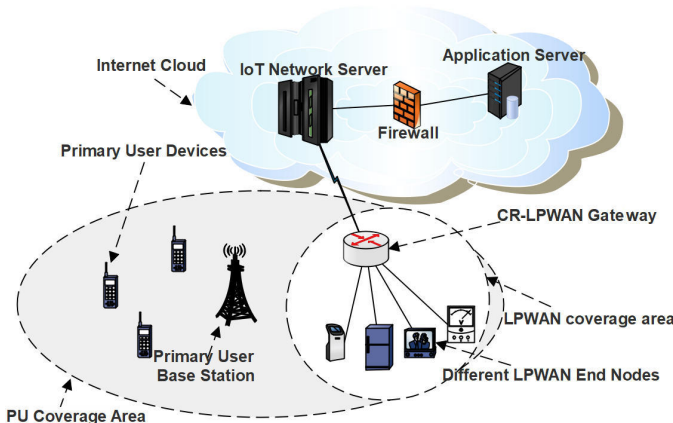 Application Server
Internet Cloud
IoT Network Server
Firewall
Primary User Devices
CR-LPWAN Gateway
LPWAN coverage area
Primary User
Base Station
Different LPWAN End Nodes
PU Coverage Area